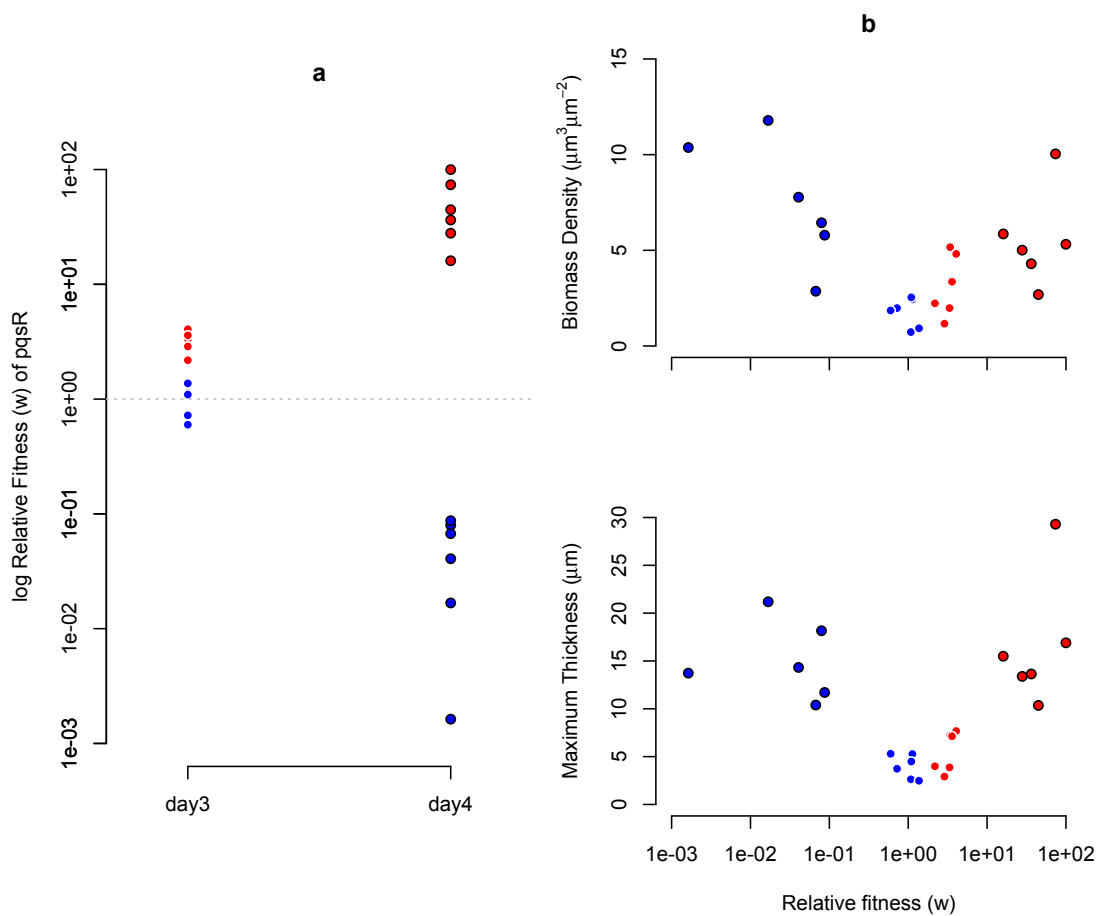 a
log Relative Fitness (w) of pqsR
1e+02
1e+01
1e+00
1e-01
1e-02
1e-03
day3 day4
b
Biomass Density (μm³μm⁻²)
15
10
5
0
Maximum Thickness (μm)
30
25
20
15
10
5
0
1e-03 1e-02 1e-01 1e+00 1e+01 1e+02
Relative fitness (w)